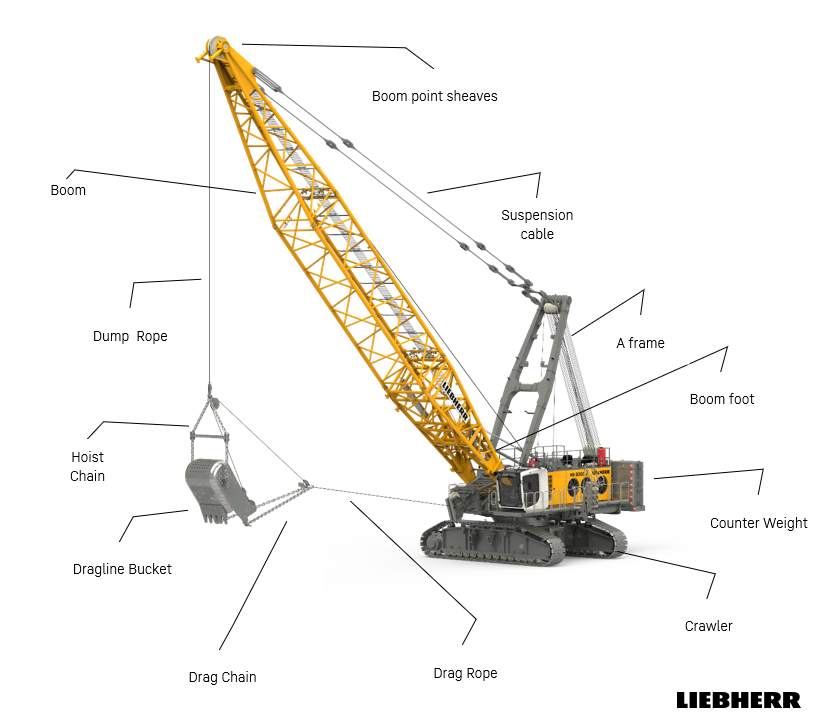 Boom point sheaves
Boom
Suspension
cable
Dump Rope
A frame
Boom foot
LIEBHERR
Hoist
Chain
Counter Weight
Dragline Bucket
Crawler
Drag Chain
Drag Rope
LIEBHERR